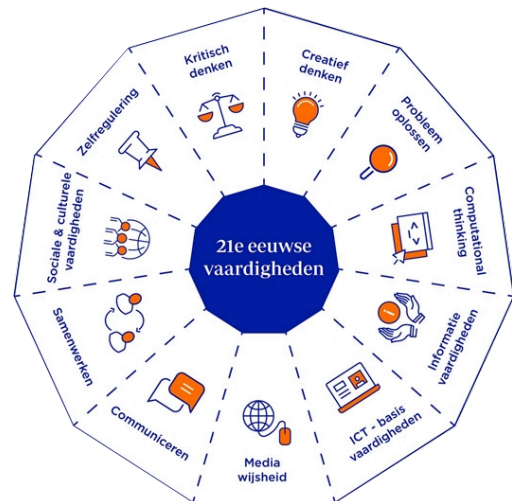 21e eeuwse
vaardigheden
Kritisch
denken
Creatief
denken
Probleem
oplossen
Computational
thinking
Informatie
vaardigheden
ICT - basis
vaardigheden
Media
wijsheid
Communiceren
Samenwerken
Sociale & culturele
vaardigheden
Zelfregulering